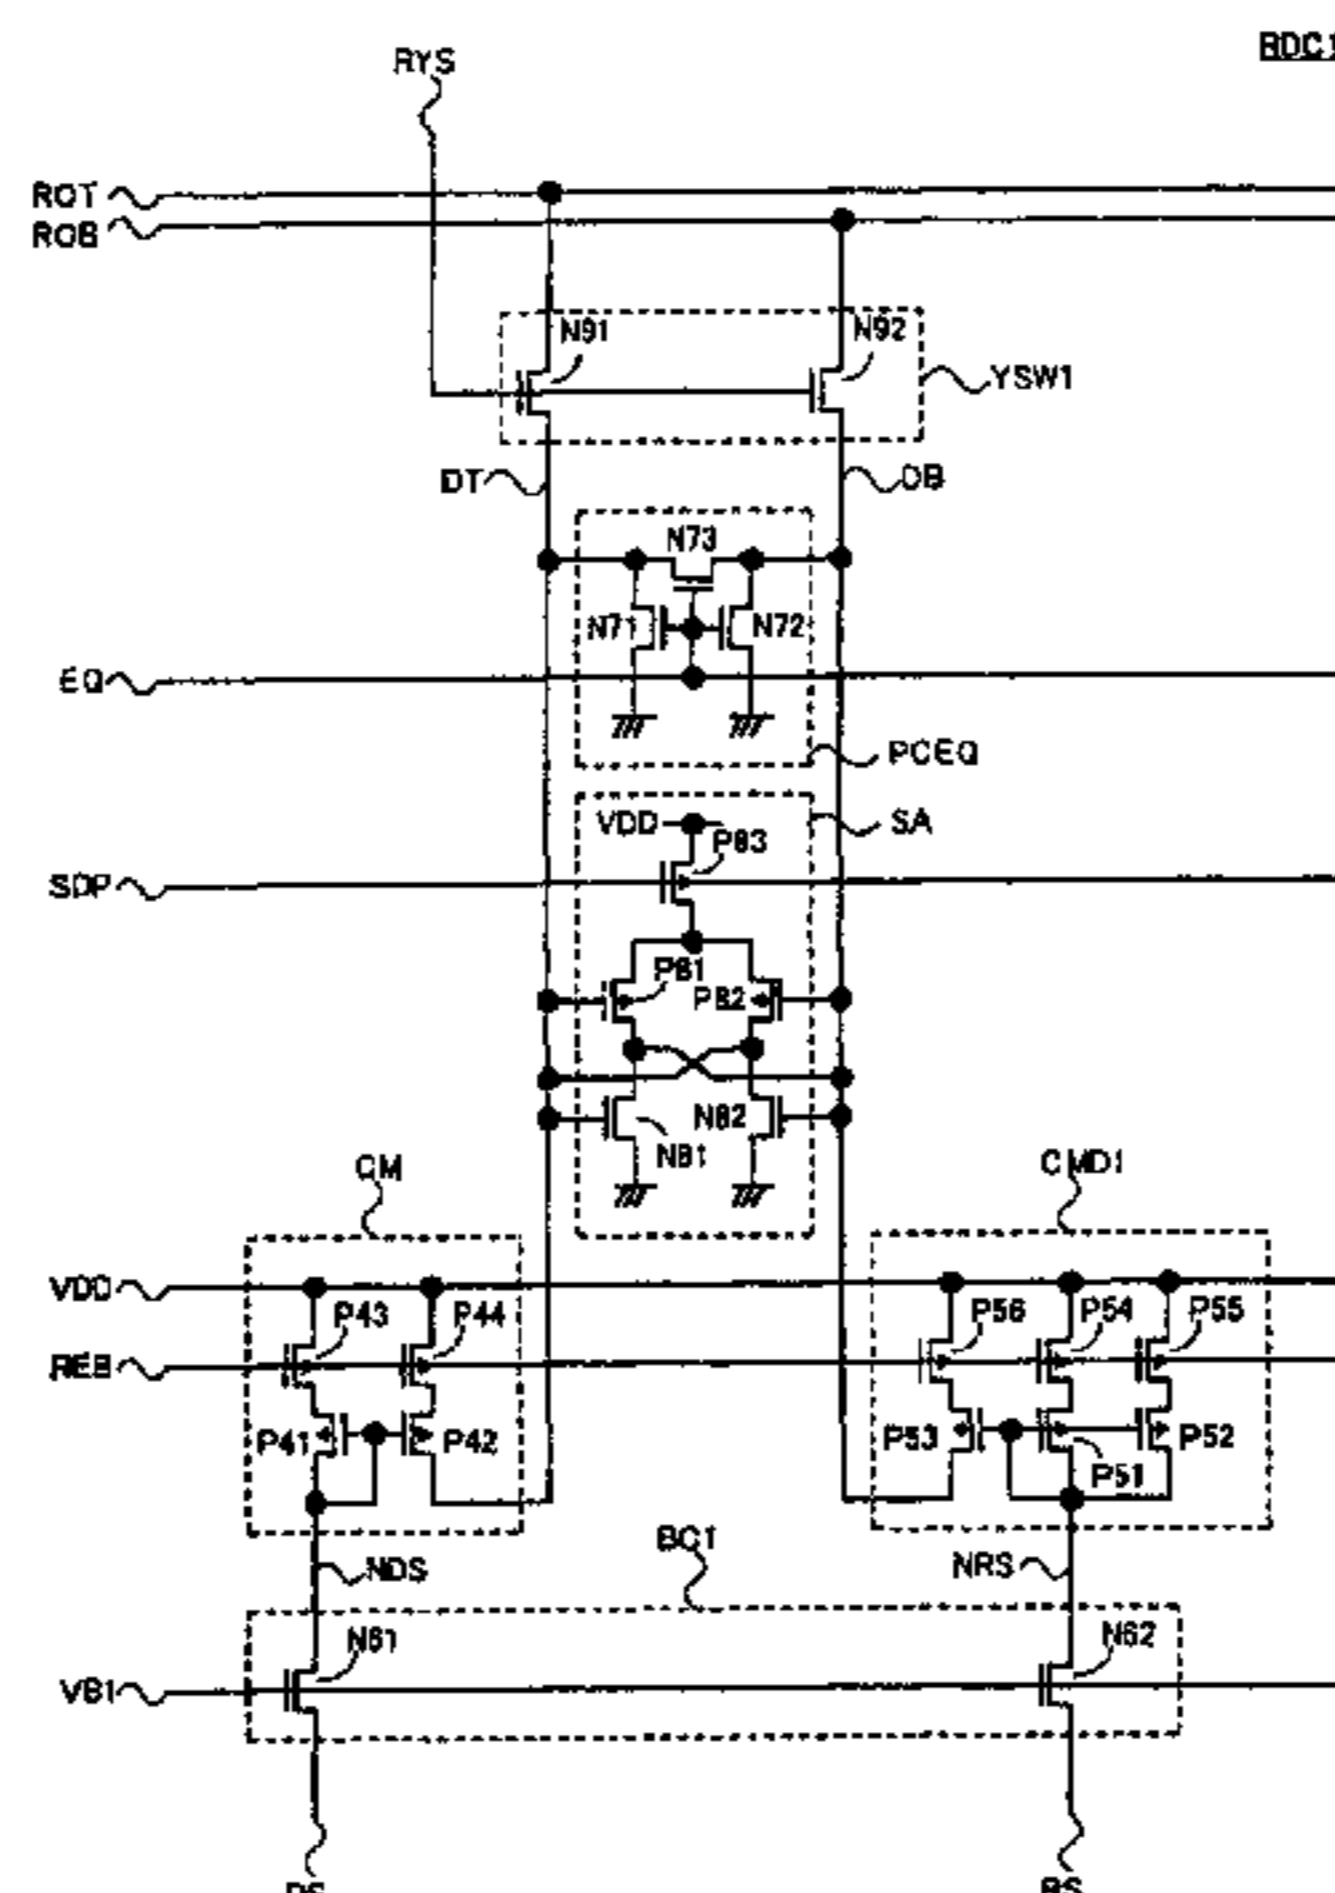 BDC1
RYS
ROT
ROB
N91
N92
YSW1
DT
DB
N73
N71
N72
EQ
PCEQ
VDD
SA
P83
SDP
P81
P82
N82
N81
CM
CMD1
VDD
P43
P44
P56
P54
P55
REB
P41
P42
P53
P52
P51
BC1
NDS
NRS
N61
N62
VB1